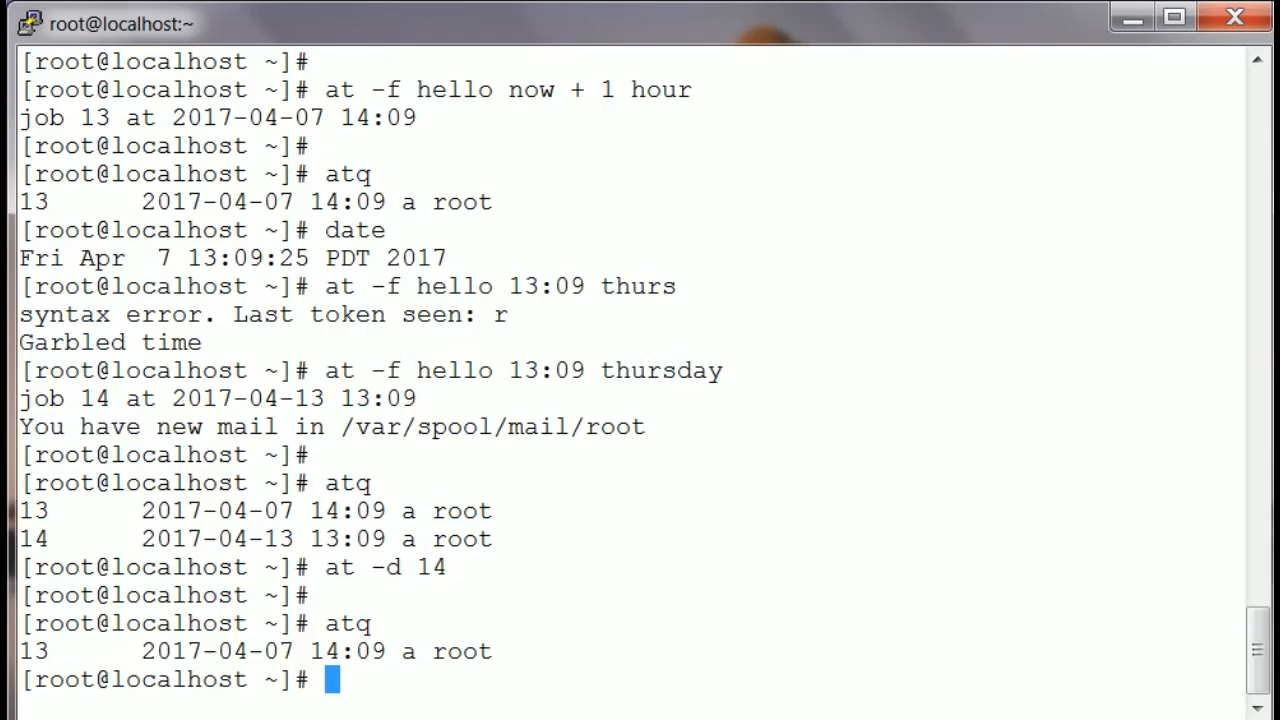 root@localhost:~
[root@localhost ~]#
[root@localhost ~]# at -f hello now + 1 hour
job 13 at 2017-04-07 14:09
[root@localhost ~]#
[root@localhost ~]# atq
13      2017-04-07 14:09 a root
[root@localhost ~]# date
Fri Apr  7 13:09:25 PDT 2017
[root@localhost ~]# at -f hello 13:09 thurs
syntax error. Last token seen: r
Garbled time
[root@localhost ~]# at -f hello 13:09 thursday
job 14 at 2017-04-13 13:09
You have new mail in /var/spool/mail/root
[root@localhost ~]#
[root@localhost ~]# atq
13      2017-04-07 14:09 a root
14      2017-04-13 13:09 a root
[root@localhost ~]# at -d 14
[root@localhost ~]#
[root@localhost ~]# atq
13      2017-04-07 14:09 a root
[root@localhost ~]#